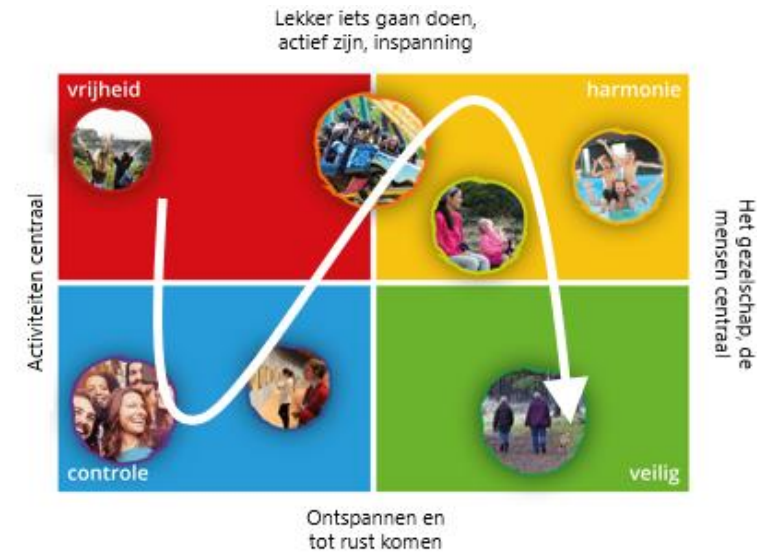 Lekker iets gaan doen,
actief zijn, inspanning
vrijheid
harmonie
Activiteiten centraal
Het gezelschap, de
mensen centraal
controle
veilig
Ontspannen en
tot rust komen